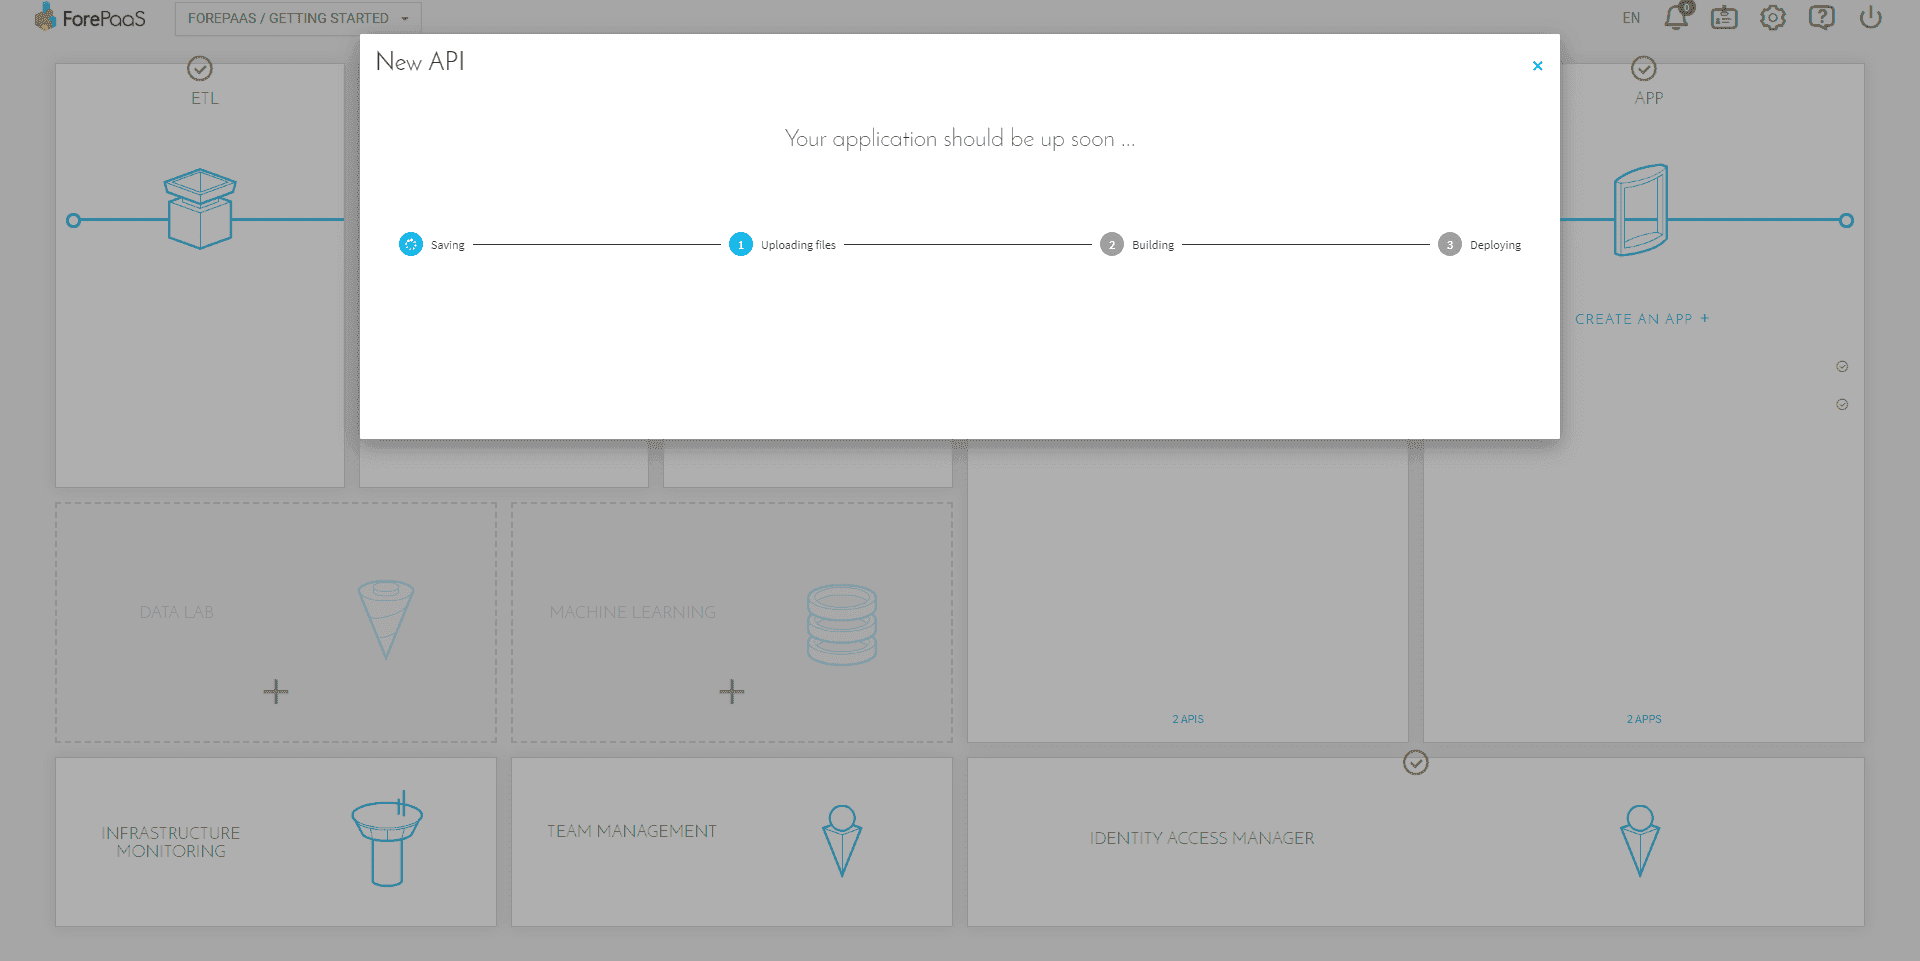 ForePaaS
FOREPAAS / GETTING STARTED
EN
0
New API
×
Your application should be up soon ...
Saving
1 Uploading files
2 Building
3 Deploying
ETL
APP
CREATE AN APP +
DATA LAB
MACHINE LEARNING
2 APIS
2 APPS
INFRASTRUCTURE
MONITORING
TEAM MANAGEMENT
IDENTITY ACCESS MANAGER